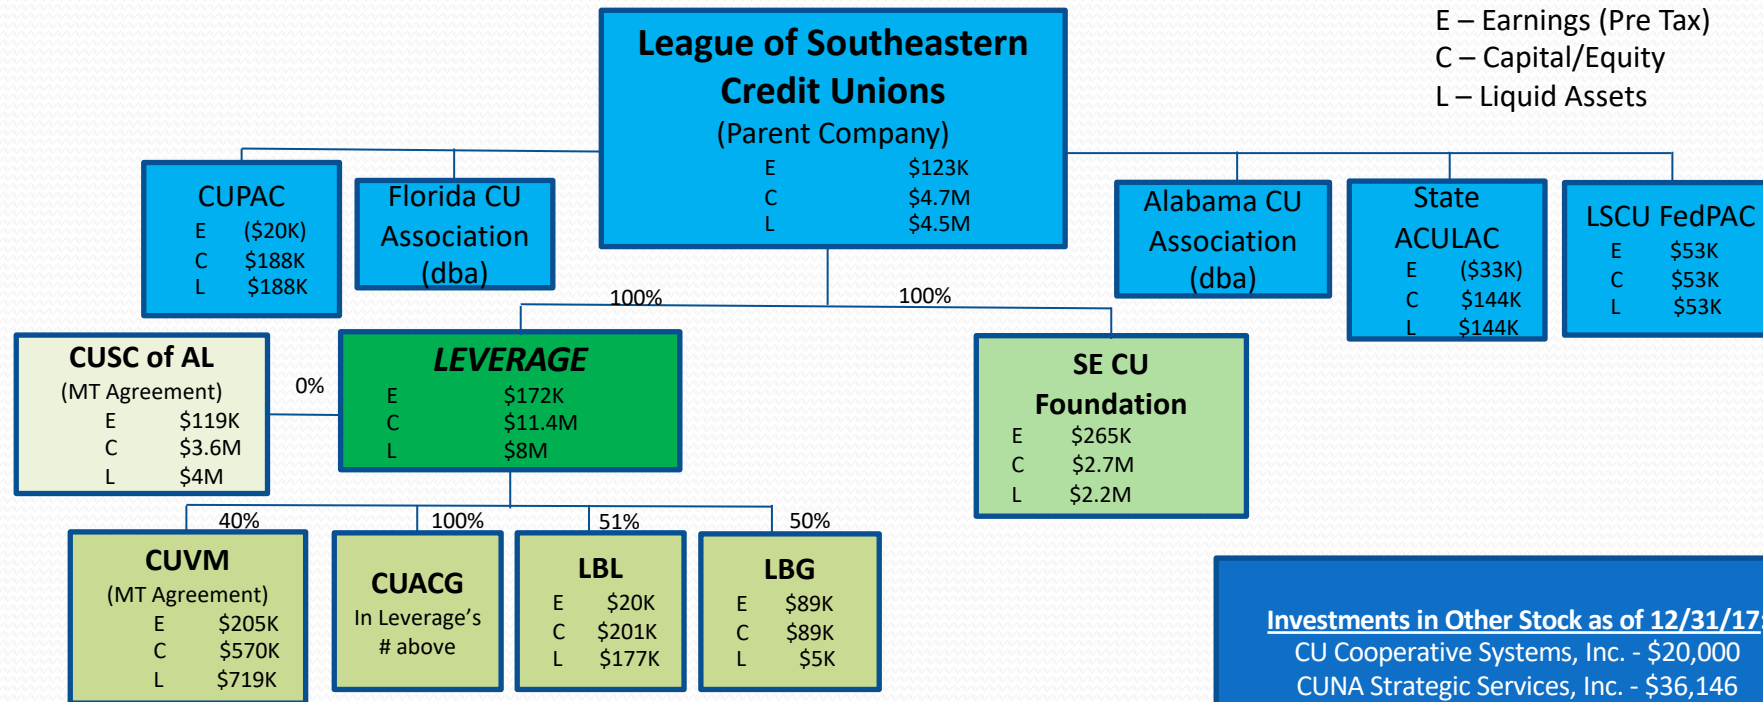 E – Earnings (Pre Tax)
C – Capital/Equity
L – Liquid Assets
League of Southeastern
Credit Unions
(Parent Company)
E $123K
C $4.7M
L $4.5M
CUPAC
E ($20K)
C $188K
L $188K
Florida CU
Association
(dba)
Alabama CU
Association
(dba)
State
ACULAC
E ($33K)
C $144K
L $144K
LSCU FedPAC
E $53K
C $53K
L $53K
100%
100%
CUSC of AL
(MT Agreement)
E $119K
C $3.6M
L $4M
0%
LEVERAGE
E $172K
C $11.4M
L $8M
SE CU
Foundation
E $265K
C $2.7M
L $2.2M
40%
100%
51%
50%
CUVM
(MT Agreement)
E $205K
C $570K
L $719K
CUACG
In Leverage’s
# above
LBL
E $20K
C $201K
L $177K
LBG
E $89K
C $89K
L $5K
Investments in Other Stock as of 12/31/17:
CU Cooperative Systems, Inc. - $20,000
CUNA Strategic Services, Inc. - $36,146